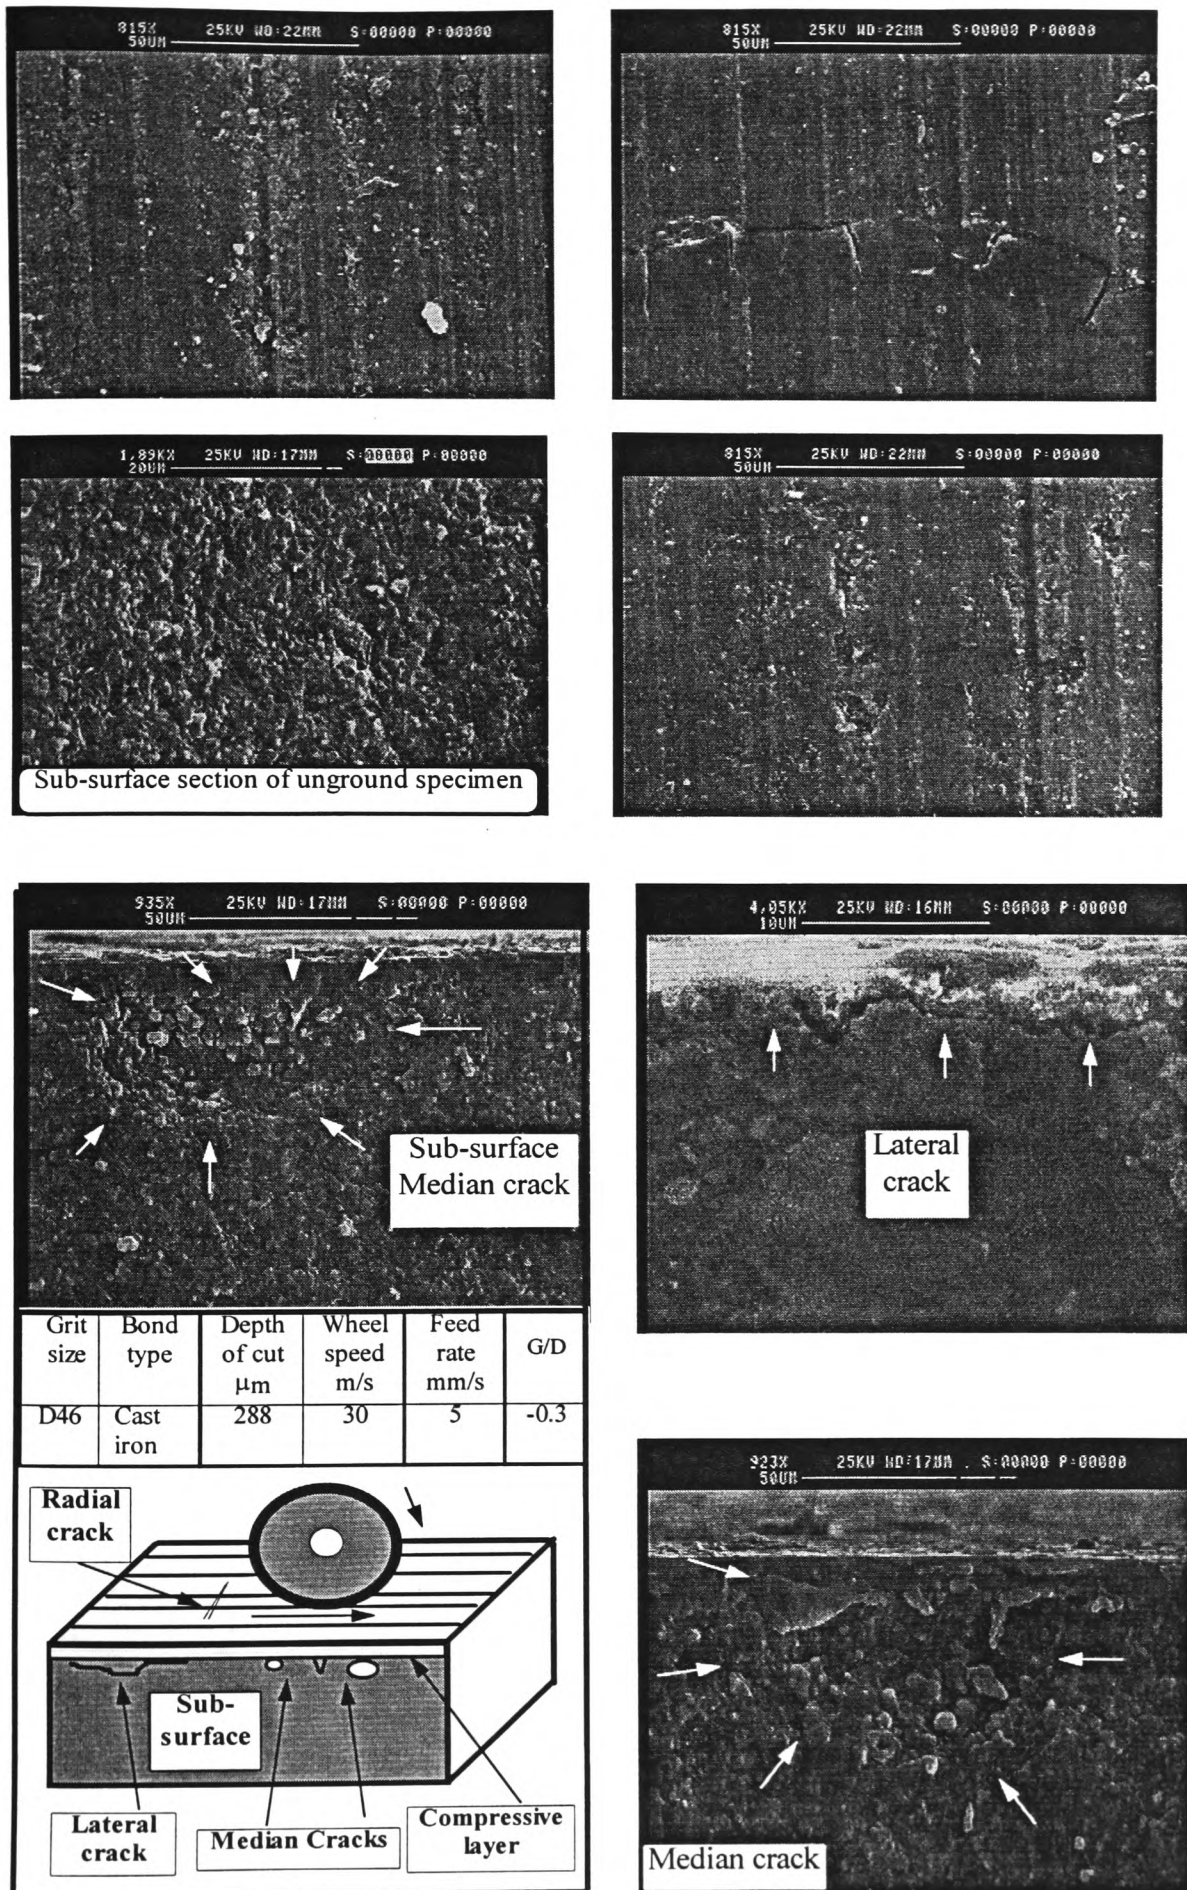 815X 25KV WD:22MM S:00000 P:00000
50UM
815X 25KV WD:22MM S:00000 P:00000
50UM
1.89KX 25KV WD:17MM S:00000 P:00000
20UM
Sub-surface section of unground specimen
815X 25KV WD:22MM S:00000 P:00000
50UM
935X 25KV WD:17MM S:00000 P:00000
50UM
Sub-surface
Median crack
4.05KX 25KV WD:16MM S:00000 P:00000
10UM
Lateral
crack
Grit size Bond type Depth of cut µm Wheel speed m/s Feed rate mm/s G/D
D46 Cast iron 288 30 5 -0.3
Radial
crack
Sub-
surface
Lateral
crack
Median Cracks
Compressive
layer
923X 25KV WD:17MM S:00000 P:00000
50UM
Median crack